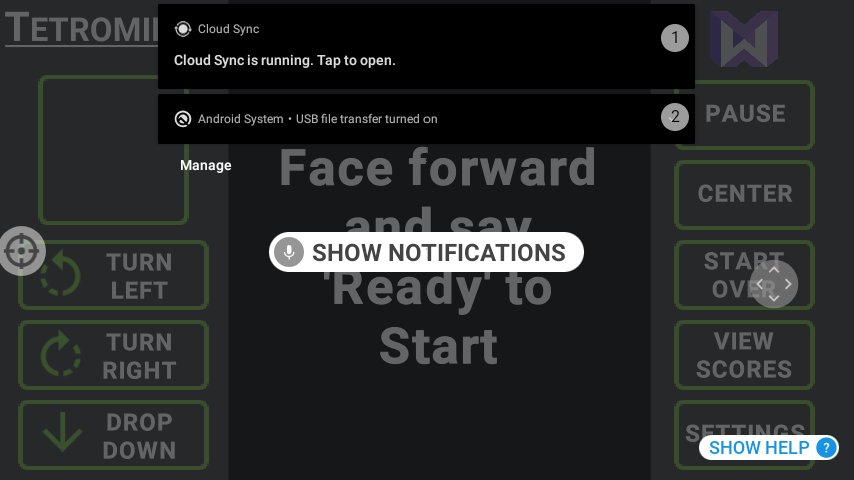 TETROMI
Cloud Sync
Cloud Sync is running. Tap to open.
1
Android System • USB file transfer turned on
2
Manage
PAUSE
CENTER
START
OVER
VIEW
SCORES
SETTINGS
TURN
LEFT
TURN
RIGHT
DROP
DOWN
Face forward
and say
'Ready' to
Start
SHOW NOTIFICATIONS
SHOW HELP ?